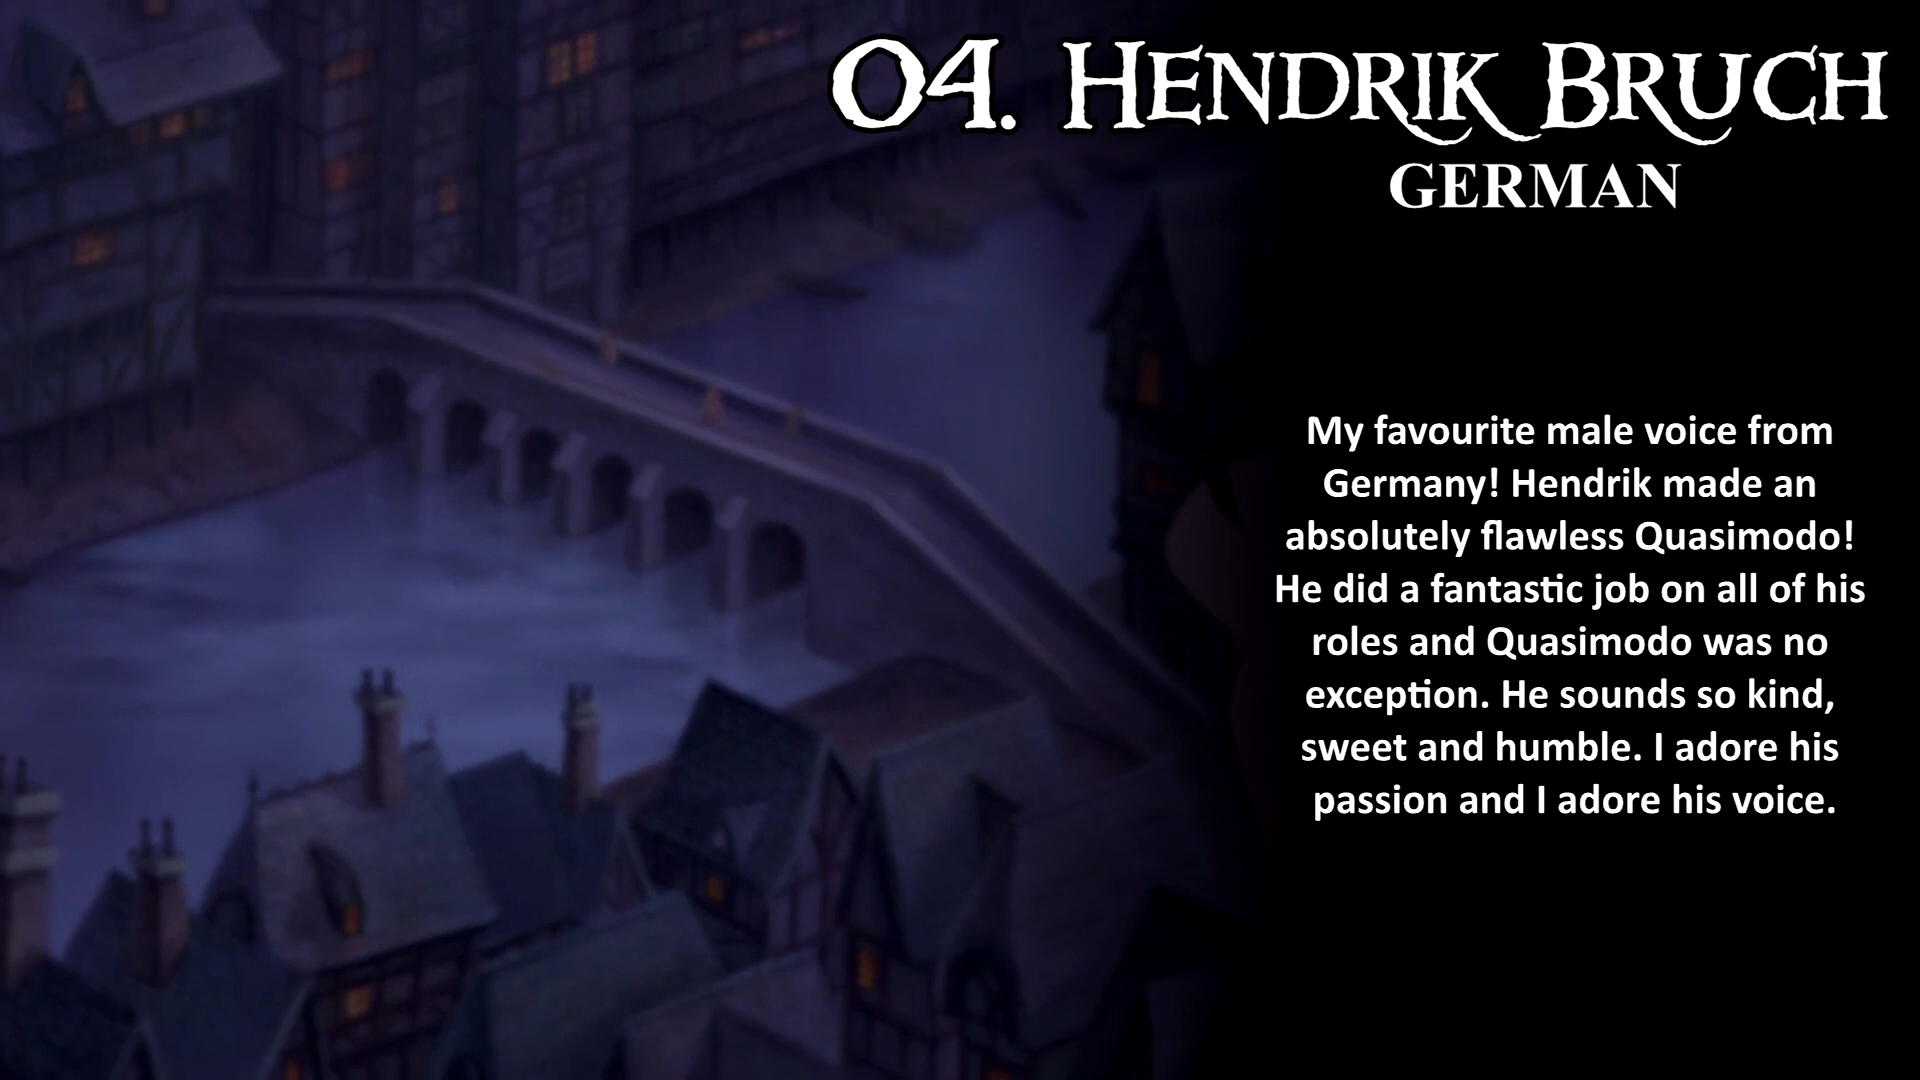 04. Hendrik Bruch
GERMAN
My favourite male voice from
Germany! Hendrik made an
absolutely flawless Quasimodo!
He did a fantastic job on all of his
roles and Quasimodo was no
exception. He sounds so kind,
sweet and humble. I adore his
passion and I adore his voice.